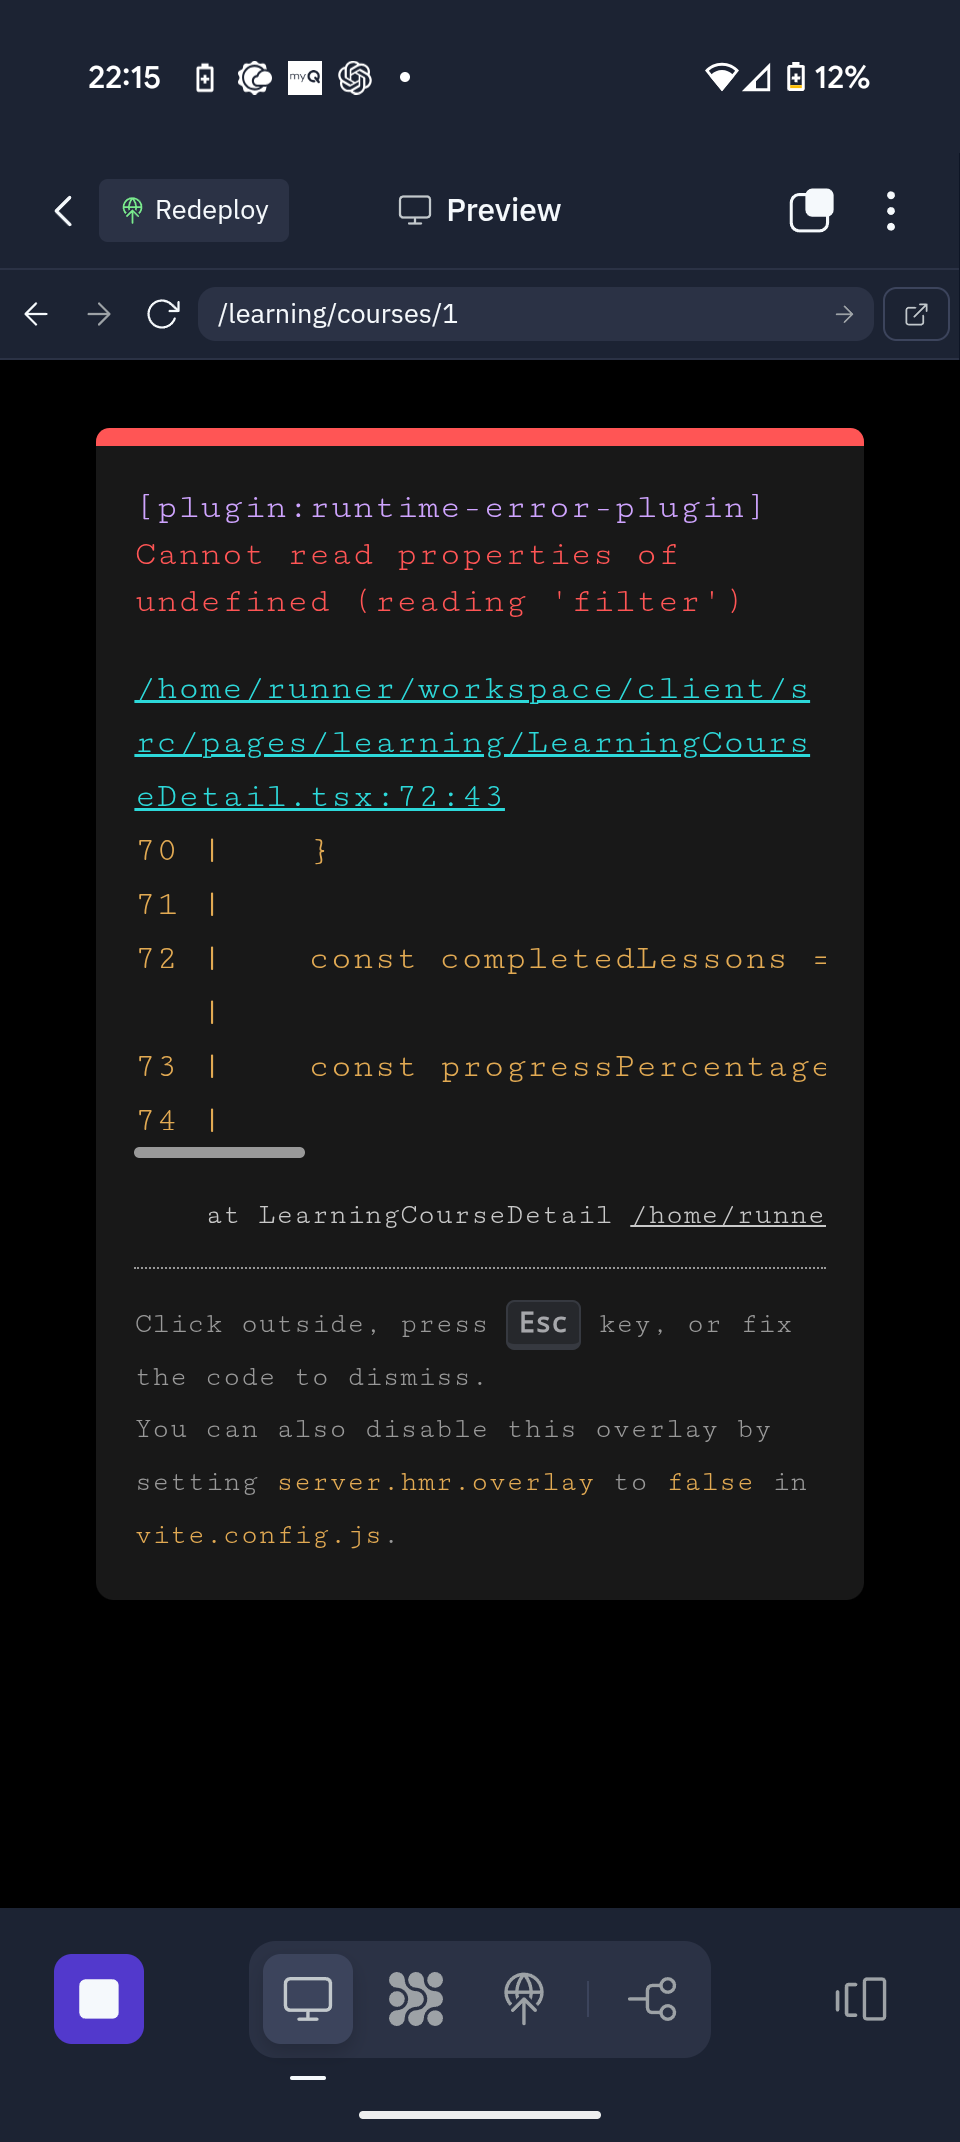 22:15 myQ 12%
Redeploy Preview
/learning/courses/1
[plugin:runtime-error-plugin]
Cannot read properties of
undefined (reading 'filter')
/home/runner/workspace/client/s
rc/pages/learning/LearningCours
eDetail.tsx:72:43
70 |    }
71 |
72 |    const completedLessons =
   |
73 |    const progressPercentage
74 |
at LearningCourseDetail /home/runne
Click outside, press Esc key, or fix
the code to dismiss.
You can also disable this overlay by
setting server.hmr.overlay to false in
vite.config.js.